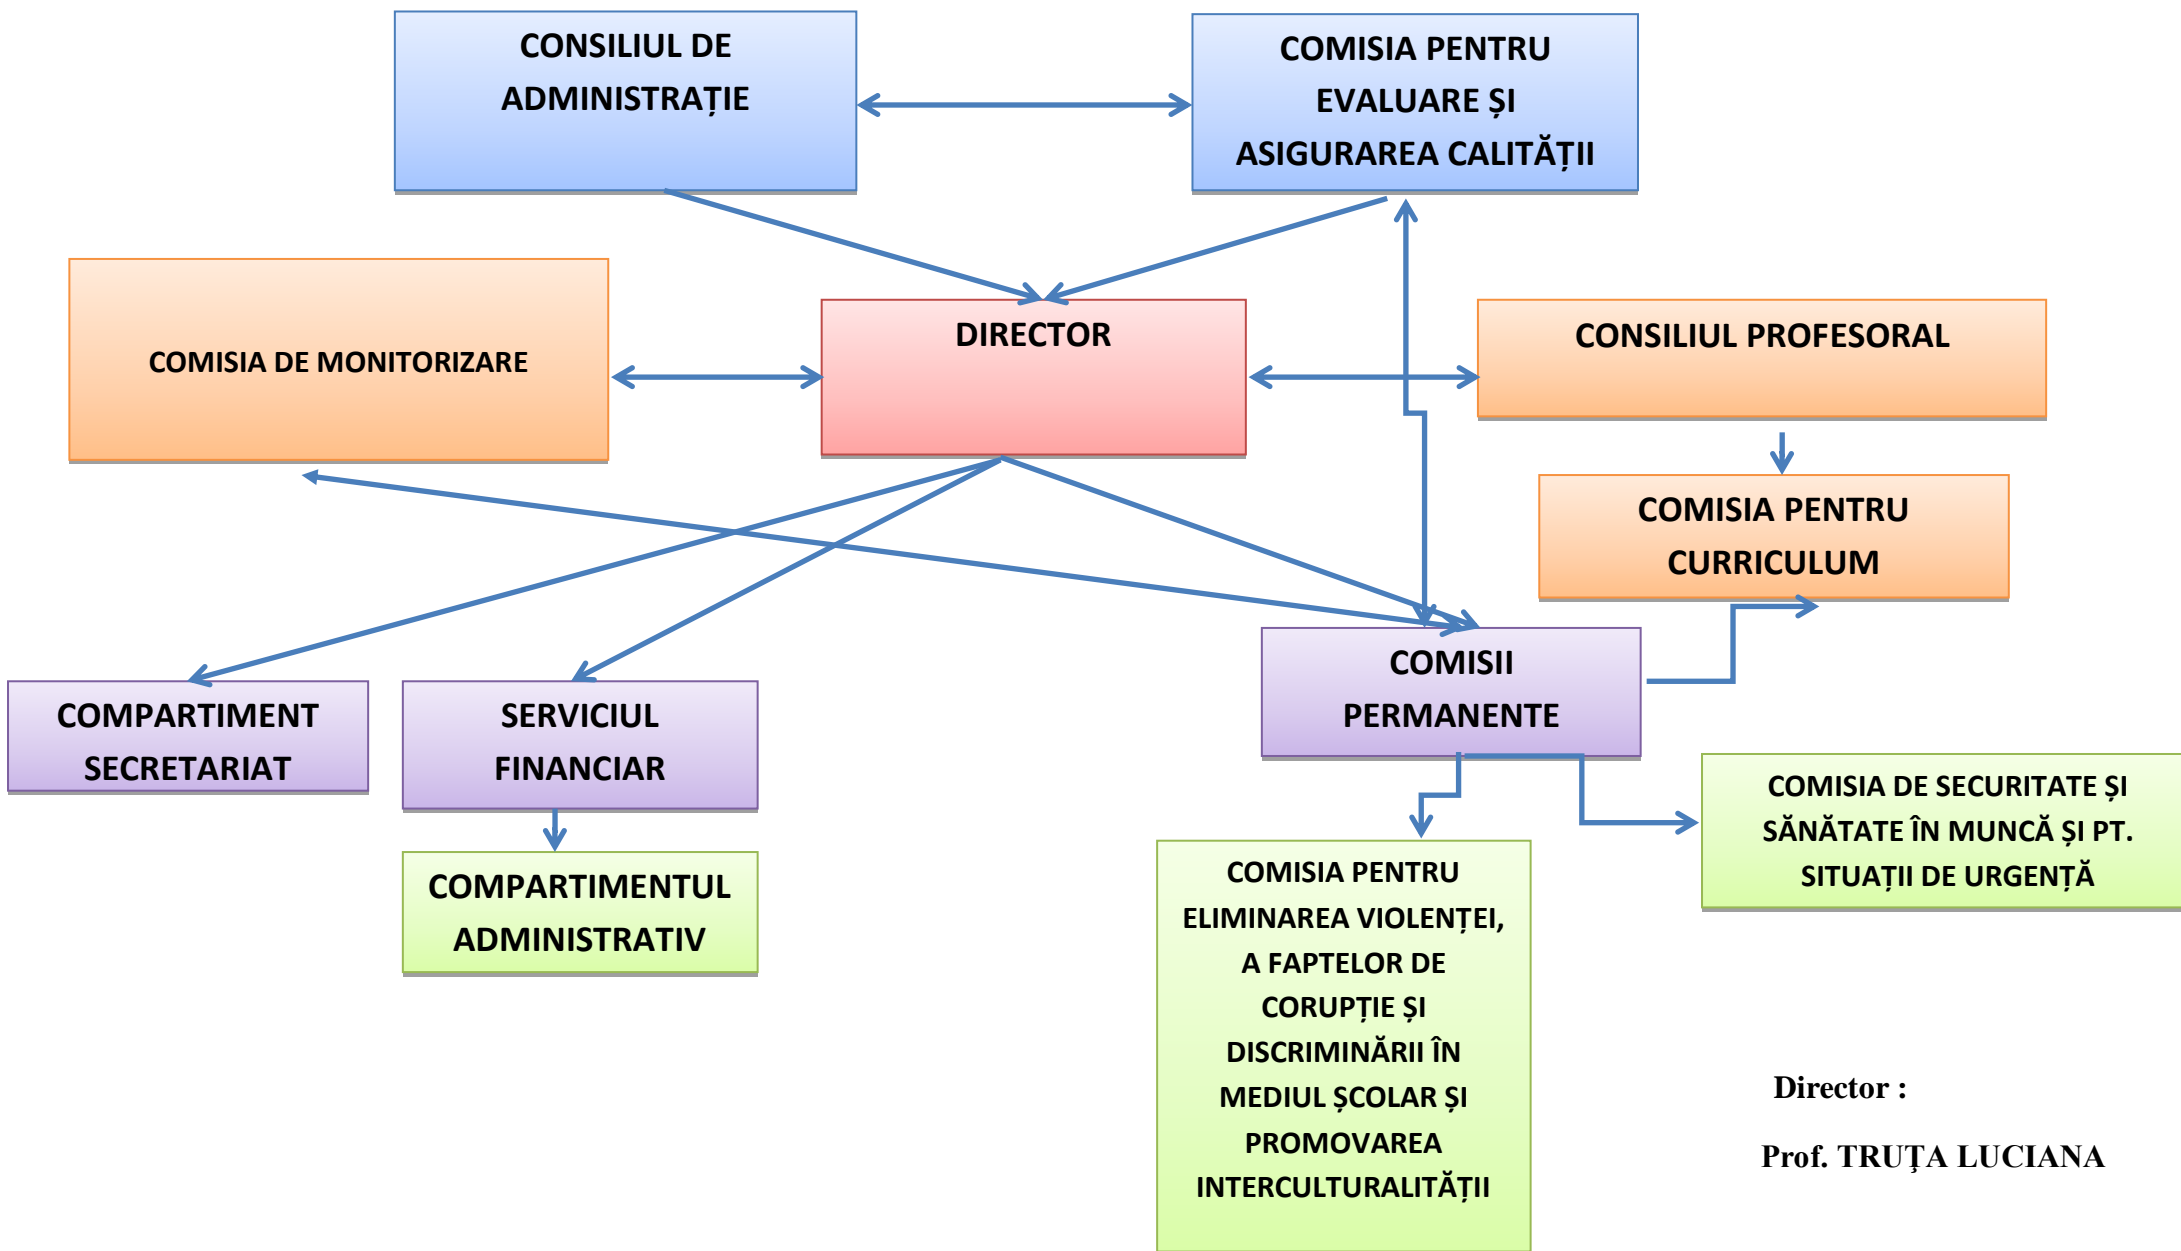 CONSILIUL DE
ADMINISTRAȚIE
COMISIA PENTRU
EVALUARE ȘI
ASIGURAREA CALITĂȚII
COMISIA DE MONITORIZARE
DIRECTOR
CONSILIUL PROFESORAL
COMISIA PENTRU
CURRICULUM
COMPARTIMENT
SECRETARIAT
SERVICIUL
FINANCIAR
COMISII
PERMANENTE
COMPARTIMENTUL
ADMINISTRATIV
COMISIA PENTRU
ELIMINAREA VIOLENȚEI,
A FAPTELOR DE
CORUPȚIE ȘI
DISCRIMINĂRII ÎN
MEDIUL ȘCOLAR ȘI
PROMOVAREA
INTERCULTURALITĂȚII
COMISIA DE SECURITATE ȘI
SĂNĂTATE ÎN MUNCĂ ȘI PT.
SITUAȚII DE URGENȚĂ
Director :
Prof. TRUŢA LUCIANA